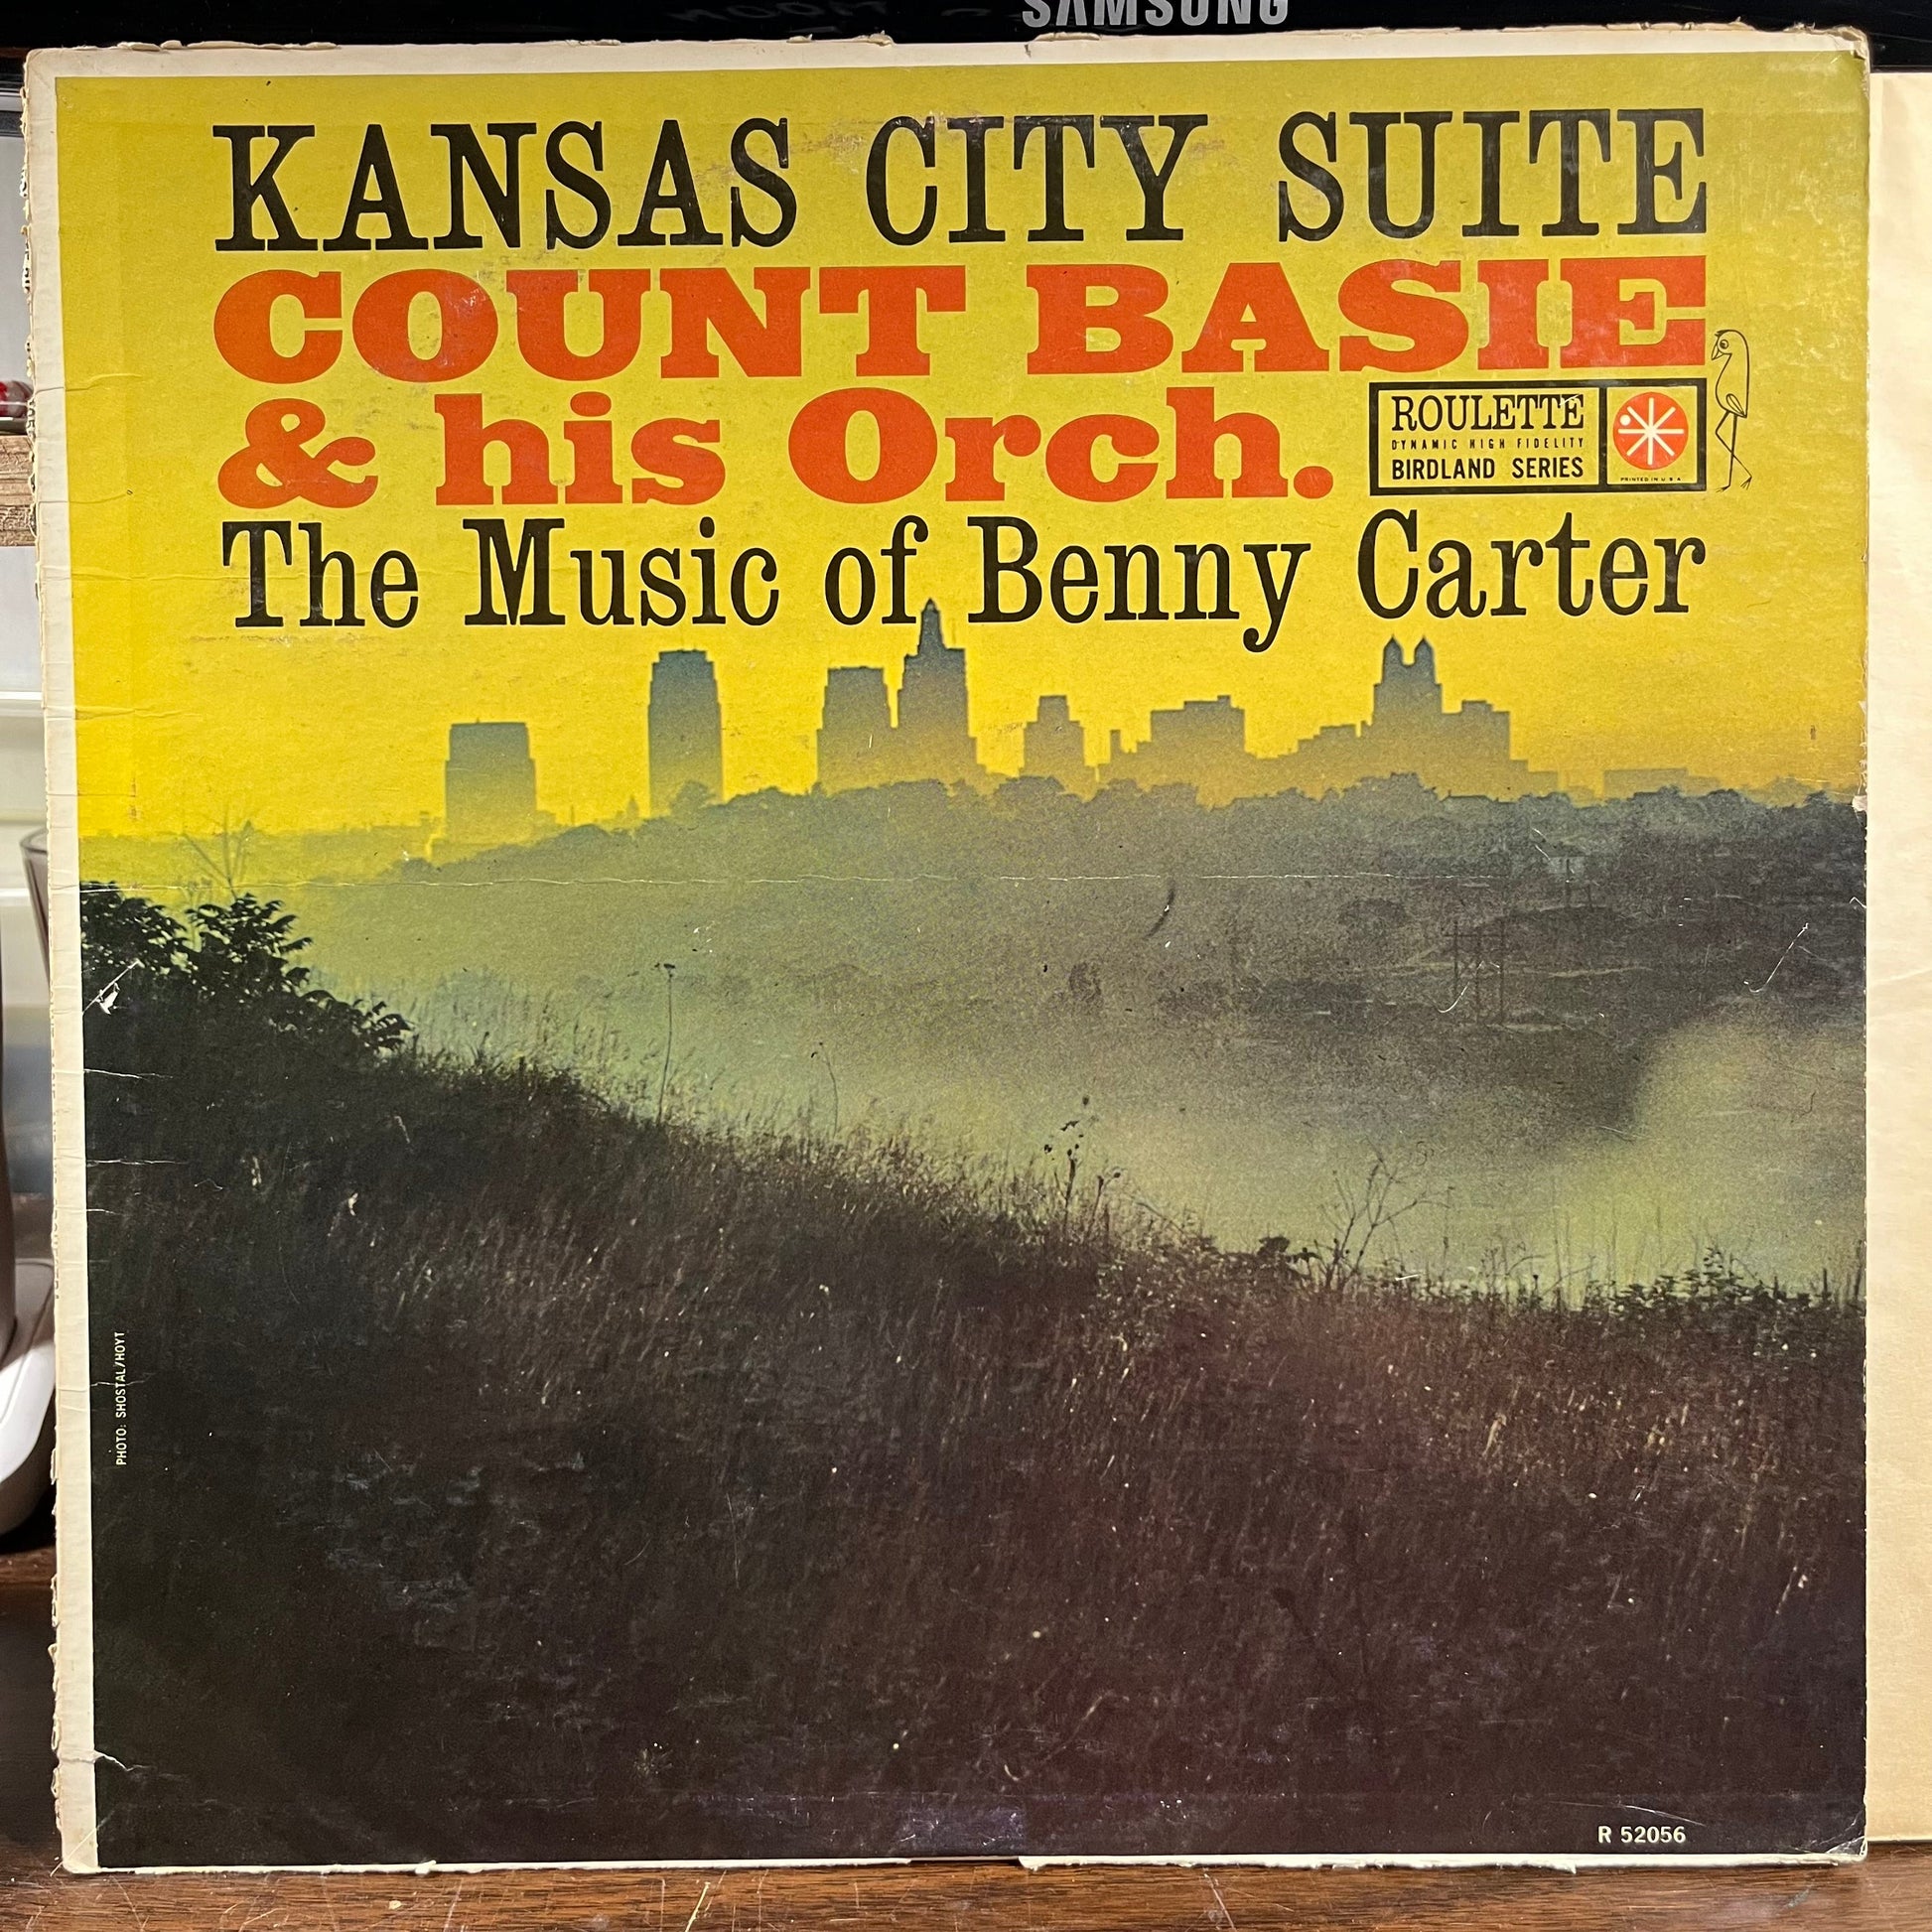 SAMSUNG
KANSAS CITY SUITE
COUNT BASIE
& his Orch.
ROULETTE
DYNAMIC HIGH FIDELITY
BIRDLAND SERIES
PRINTED IN U.S.A.
The Music of Benny Carter
PHOTO: SHOSTAL/HOYT
R 52056